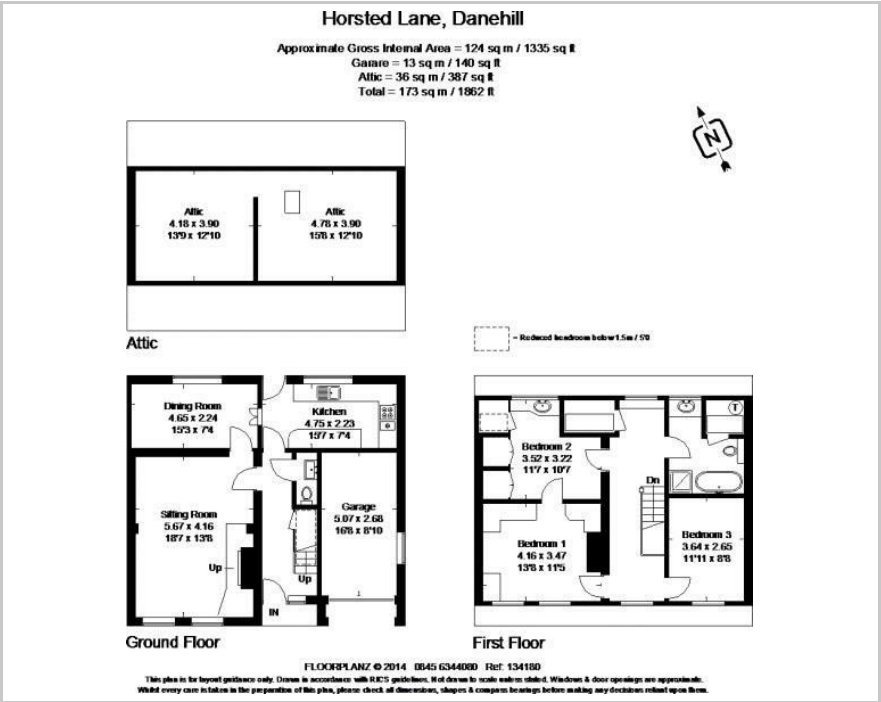 Horsted Lane, Danehill
Approximate Gross Internal Area = 124 sq m / 1335 sq ft
Garare = 13 sq m / 140 sq ft
Attic = 36 sq m / 387 sq ft
Total = 173 sq m / 1862 ft
N
Attic
4.18 x 3.90
13'9 x 12'10
Attic
4.78 x 3.90
15'8 x 12'10
Attic
= Reduced headroom below 1.5m / 5'0
Dining Room
4.65 x 2.24
15'3 x 7'4
Kitchen
4.75 x 2.23
15'7 x 7'4
Sitting Room
5.67 x 4.16
18'7 x 13'8
Up
Garage
5.07 x 2.68
16'8 x 8'10
Up
IN
Ground Floor
T
Bedroom 2
3.52 x 3.22
11'7 x 10'7
Dn
Bedroom 1
4.16 x 3.47
13'8 x 11'5
Bedroom 3
3.64 x 2.65
11'11 x 8'8
First Floor
FLOORPLANZ © 2014 0845 6344080 Ref: 134180
This plan is for layout guidance only. Drawn in accordance with RICS guidelines. Not drawn to scale unless stated. Windows & door openings are approximate.
Whilst every care is taken in the preparation of this plan, please check all dimensions, shapes & compass bearings before making any decisions reliant upon them.